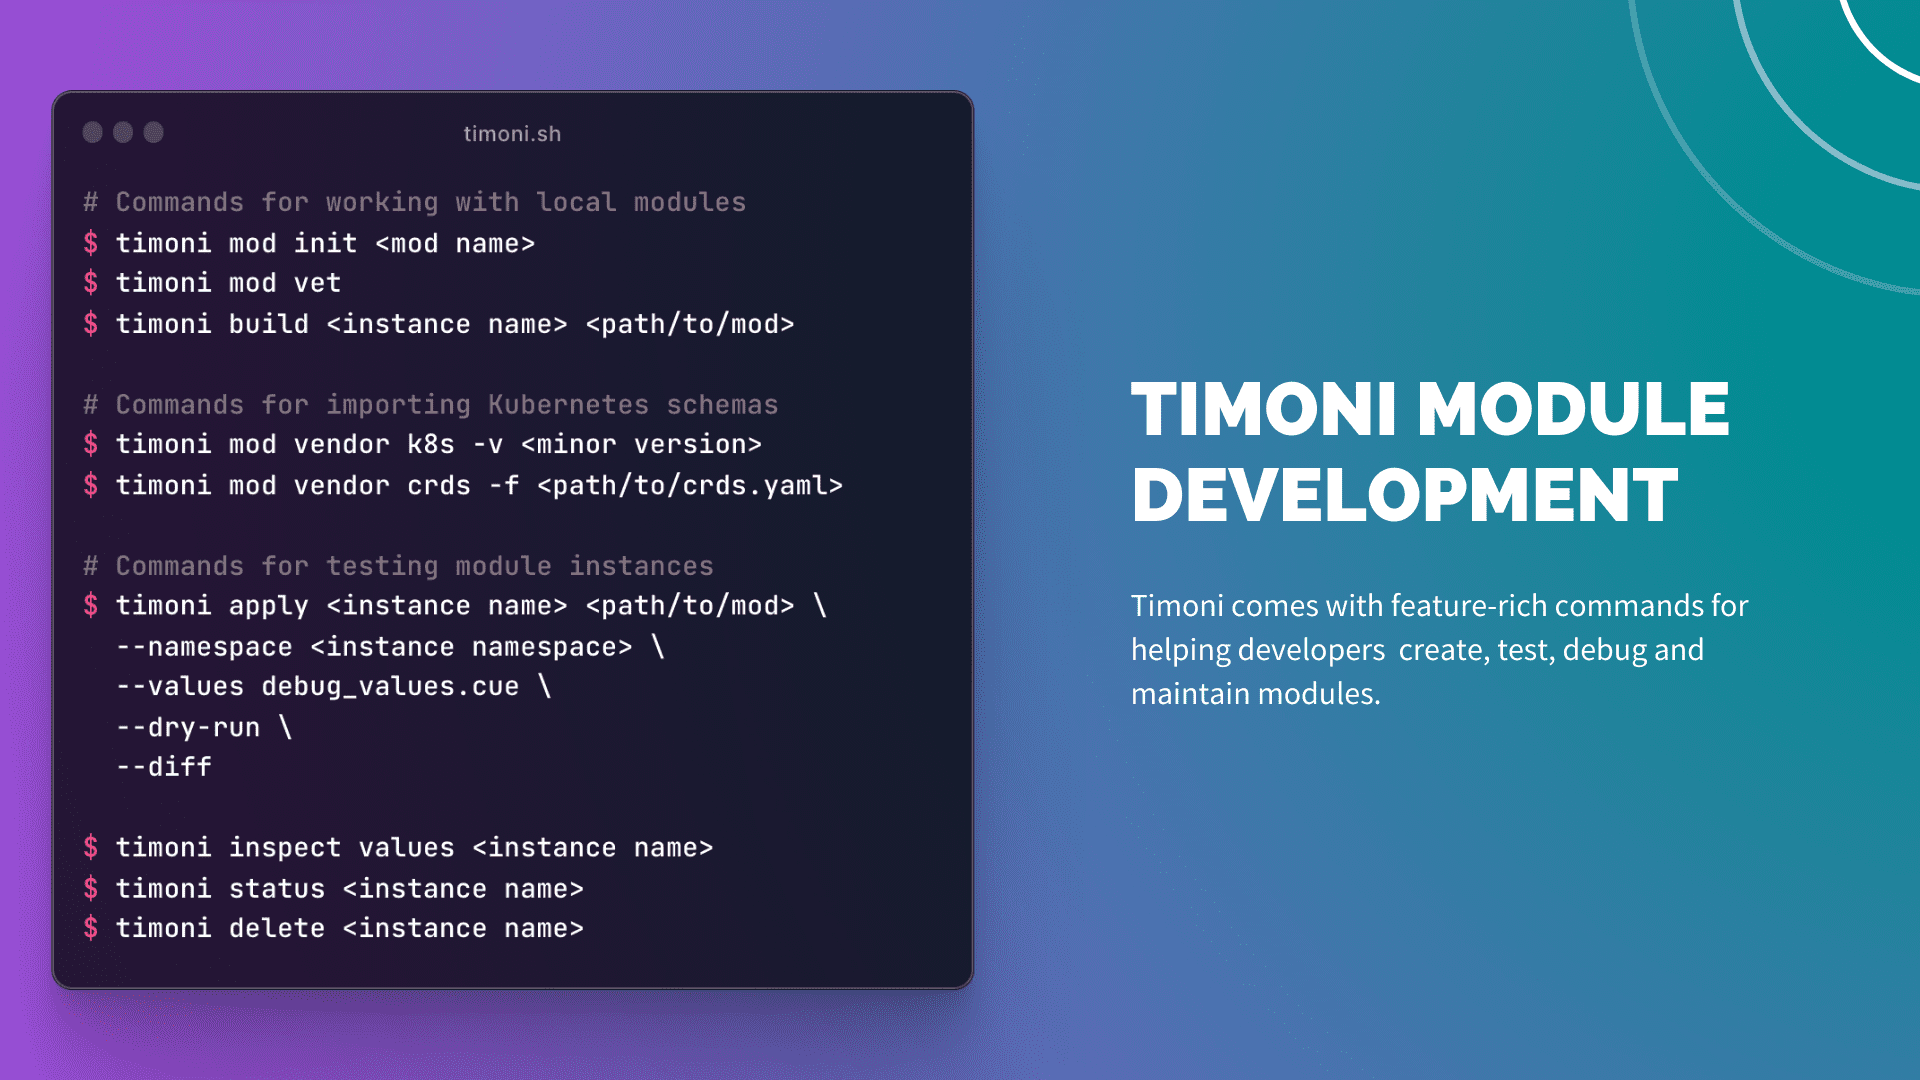 timoni.sh
# Commands for working with local modules
$ timoni mod init <mod name>
$ timoni mod vet
$ timoni build <instance name> <path/to/mod>
# Commands for importing Kubernetes schemas
$ timoni mod vendor k8s -v <minor version>
$ timoni mod vendor crds -f <path/to/crds.yaml>
# Commands for testing module instances
$ timoni apply <instance name> <path/to/mod> \
--namespace <instance namespace> \
--values debug_values.cue \
--dry-run \
--diff
$ timoni inspect values <instance name>
$ timoni status <instance name>
$ timoni delete <instance name>
TIMONI MODULE
DEVELOPMENT
Timoni comes with feature-rich commands for
helping developers  create, test, debug and
maintain modules.